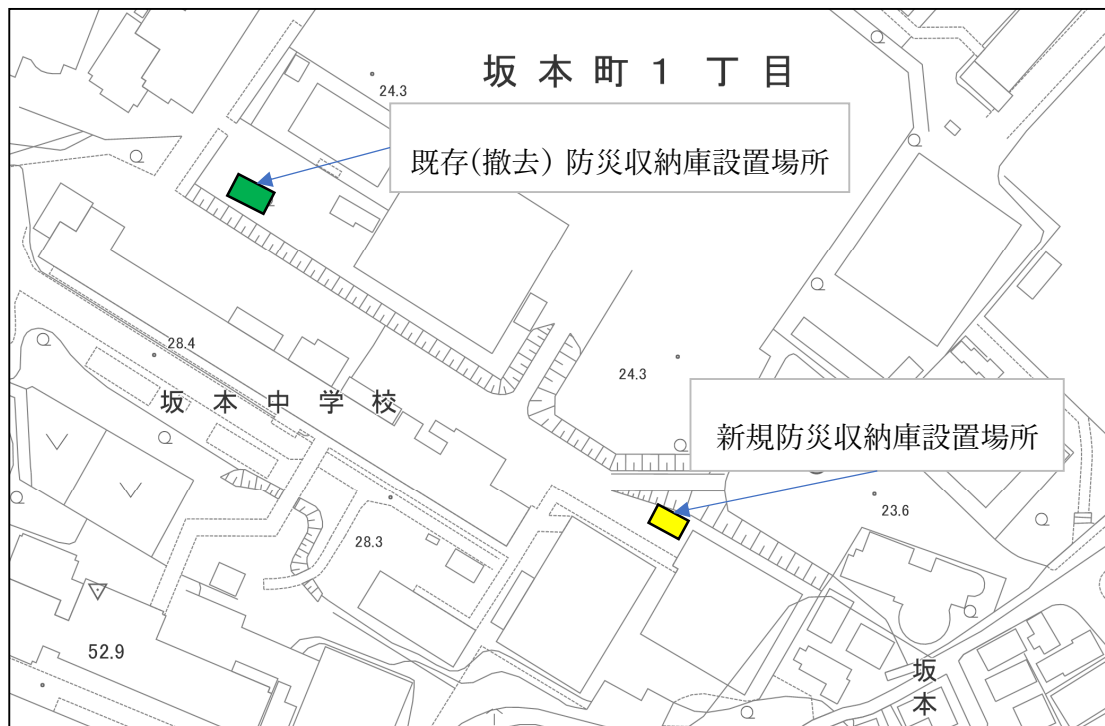 坂本町1丁目
24.3
既存(撤去) 防災収納庫設置場所
28.4
24.3
坂本中学校
新規防災収納庫設置場所
23.6
28.3
52.9
坂本